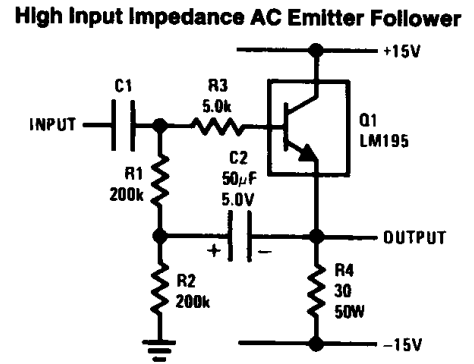 High Input Impedance AC Emitter Follower
+15V
C1
R3
5.0k
INPUT
Q1
LM195
R1
200k
C2
50μF
5.0V
+
−
OUTPUT
R2
200k
R4
30
50W
−15V